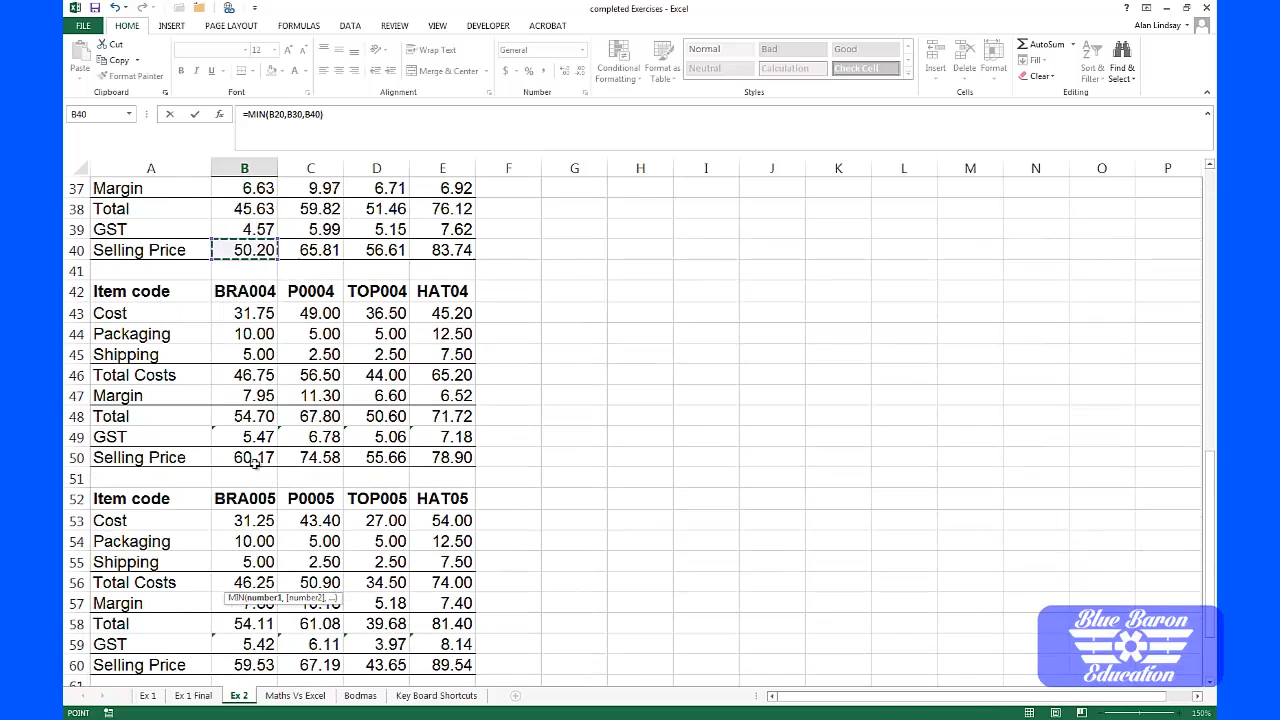 completed Exercises - Excel
FILE HOME INSERT PAGE LAYOUT FORMULAS DATA REVIEW VIEW DEVELOPER ACROBAT Alan Lindsay
Cut
Copy
Format Painter
Paste
Clipboard
12
Font
Wrap Text
Merge & Center
Alignment
General
Number
Conditional Formatting
Format as Table
Normal Bad Good
Neutral Calculation Check Cell
Styles
Insert Delete Format
Cells
AutoSum
Fill
Clear
Sort & Filter
Find & Select
Editing
B40 fx =MIN(B20,B30,B40)
A B C D E F G H I J K L M N O P
37 Margin 6.63 9.97 6.71 6.92
38 Total 45.63 59.82 51.46 76.12
39 GST 4.57 5.99 5.15 7.62
40 Selling Price 50.20 65.81 56.61 83.74
41
42 Item code BRA004 P0004 TOP004 HAT04
43 Cost 31.75 49.00 36.50 45.20
44 Packaging 10.00 5.00 5.00 12.50
45 Shipping 5.00 2.50 2.50 7.50
46 Total Costs 46.75 56.50 44.00 65.20
47 Margin 7.95 11.30 6.60 6.52
48 Total 54.70 67.80 50.60 71.72
49 GST 5.47 6.78 5.06 7.18
50 Selling Price 60.17 74.58 55.66 78.90
51
52 Item code BRA005 P0005 TOP005 HAT05
53 Cost 31.25 43.40 27.00 54.00
54 Packaging 10.00 5.00 5.00 12.50
55 Shipping 5.00 2.50 2.50 7.50
56 Total Costs 46.25 50.90 34.50 74.00
MIN(number1, [number2], ...)
57 Margin 5.18 7.40
58 Total 54.11 61.08 39.68 81.40
59 GST 5.42 6.11 3.97 8.14
60 Selling Price 59.53 67.19 43.65 89.54
Blue Baron
Education
Ex 1 Ex 1 Final Ex 2 Maths Vs Excel Bodmas Key Board Shortcuts
POINT 150%